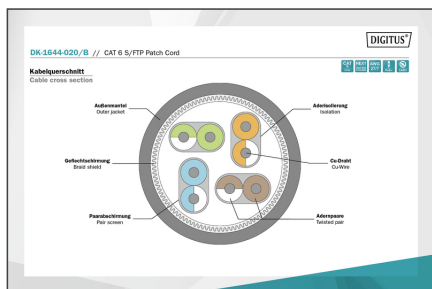 DIGITUS®
DK-1644-020/B // CAT 6 S/FTP Patch Cord
Kabelquerschnitt
Cable cross section
Außenmantel
Outer jacket
Aderisolierung
Isolation
Geflechtschirmung
Braid shield
Cu-Draht
Cu-Wire
Paarabschirmung
Pair screen
Adernpaare
Twisted pair